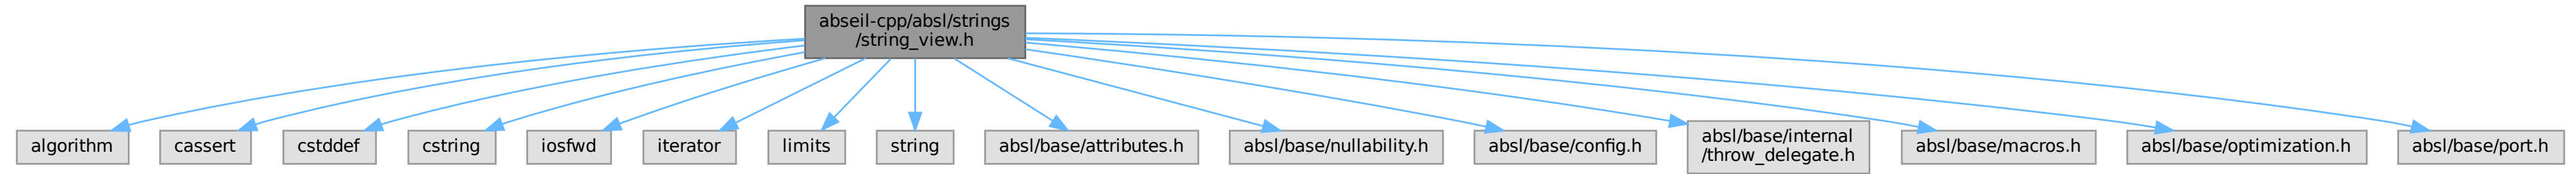 abseil-cpp/absl/strings
/string_view.h
algorithm
cassert
cstddef
cstring
iosfwd
iterator
limits
string
absl/base/attributes.h
absl/base/nullability.h
absl/base/config.h
absl/base/internal
/throw_delegate.h
absl/base/macros.h
absl/base/optimization.h
absl/base/port.h